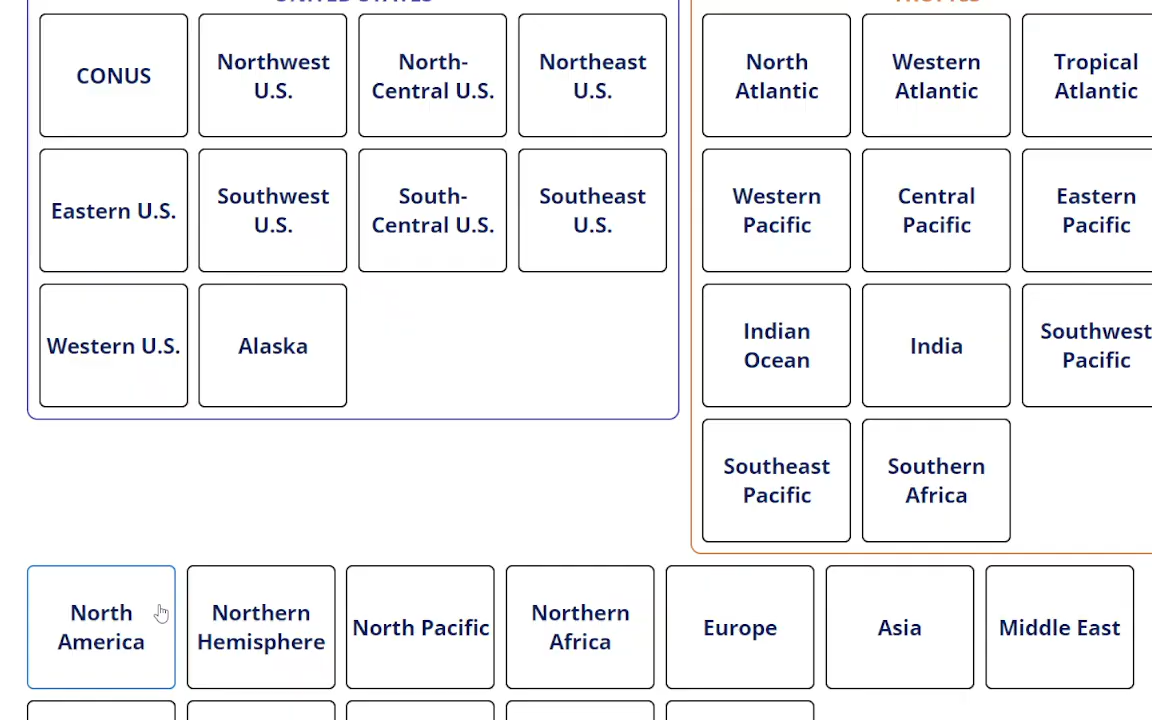 UNITED STATES
CONUS
Northwest
U.S.
North-
Central U.S.
Northeast
U.S.
Eastern U.S.
Southwest
U.S.
South-
Central U.S.
Southeast
U.S.
Western U.S.
Alaska
North
Atlantic
Western
Atlantic
Tropical
Atlantic
Western
Pacific
Central
Pacific
Eastern
Pacific
Indian
Ocean
India
Southwest
Pacific
Southeast
Pacific
Southern
Africa
North
America
Northern
Hemisphere
North Pacific
Northern
Africa
Europe
Asia
Middle East